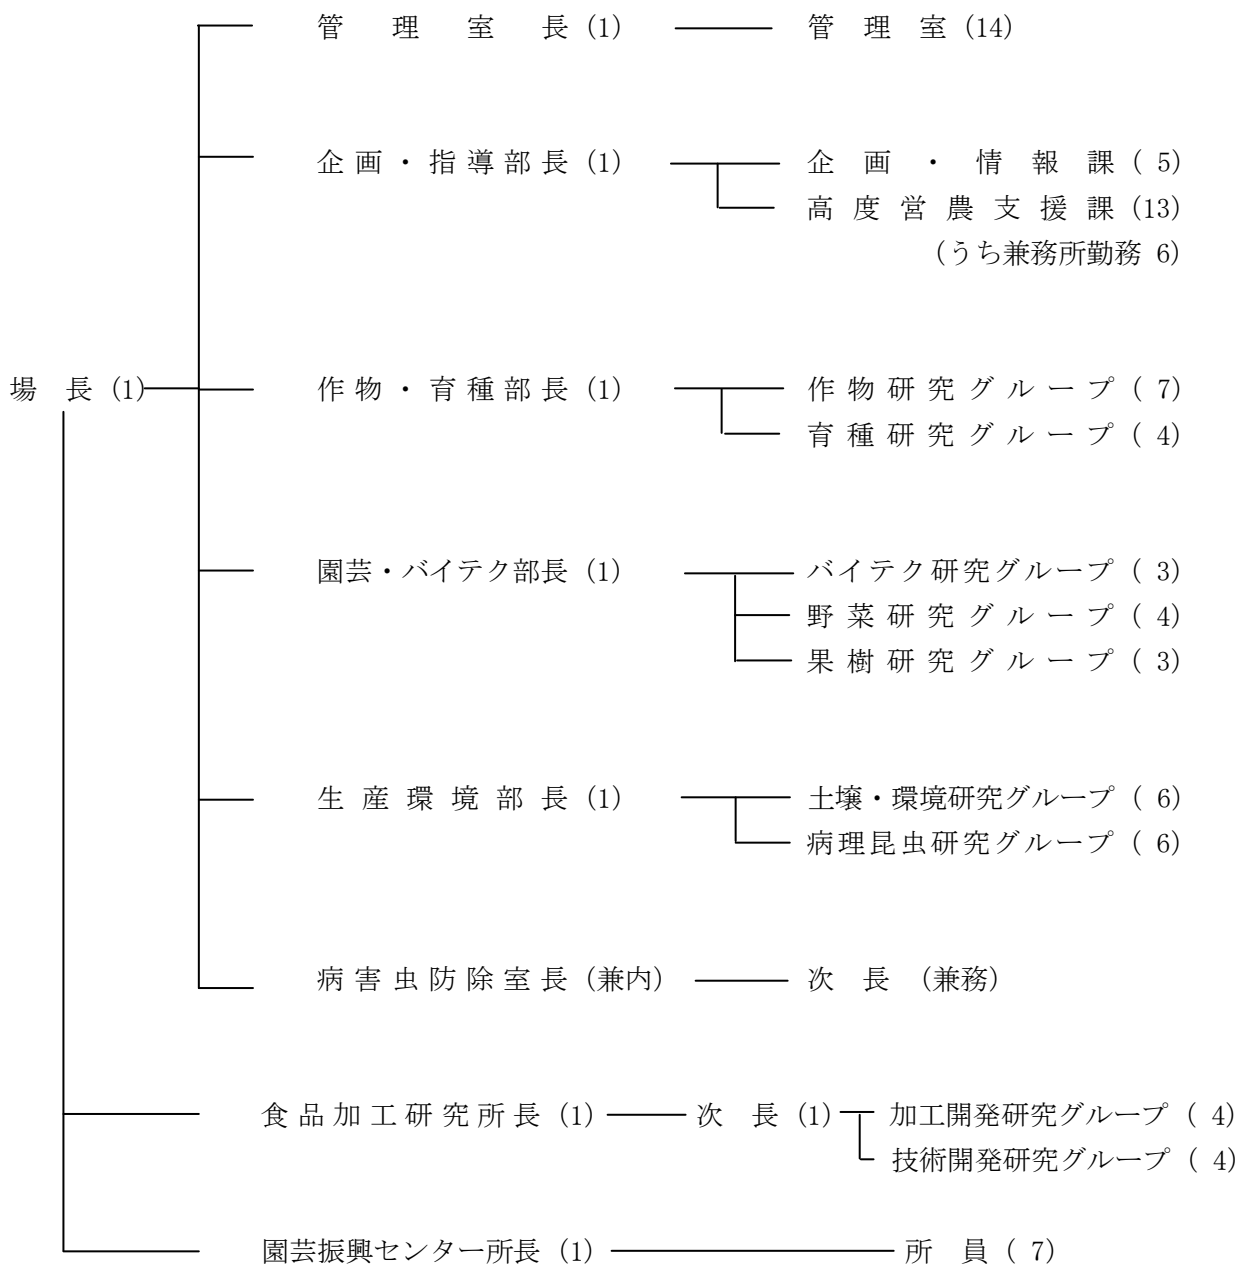 管理室長 (1) 管理室 (14)
企画・指導部長 (1) 企画・情報課 ( 5)
高度営農支援課 (13)
(うち兼務所勤務 6)
場長 (1) 作物・育種部長 (1) 作物研究グループ ( 7)
育種研究グループ ( 4)
園芸・バイテク部長 (1) バイテク研究グループ ( 3)
野菜研究グループ ( 4)
果樹研究グループ ( 3)
生産環境部長 (1) 土壌・環境研究グループ ( 6)
病理昆虫研究グループ ( 6)
病害虫防除室長 (兼内) 次長 (兼務)
食品加工研究所長 (1) 次長 (1) 加工開発研究グループ ( 4)
技術開発研究グループ ( 4)
園芸振興センター所長 (1) 所員 ( 7)